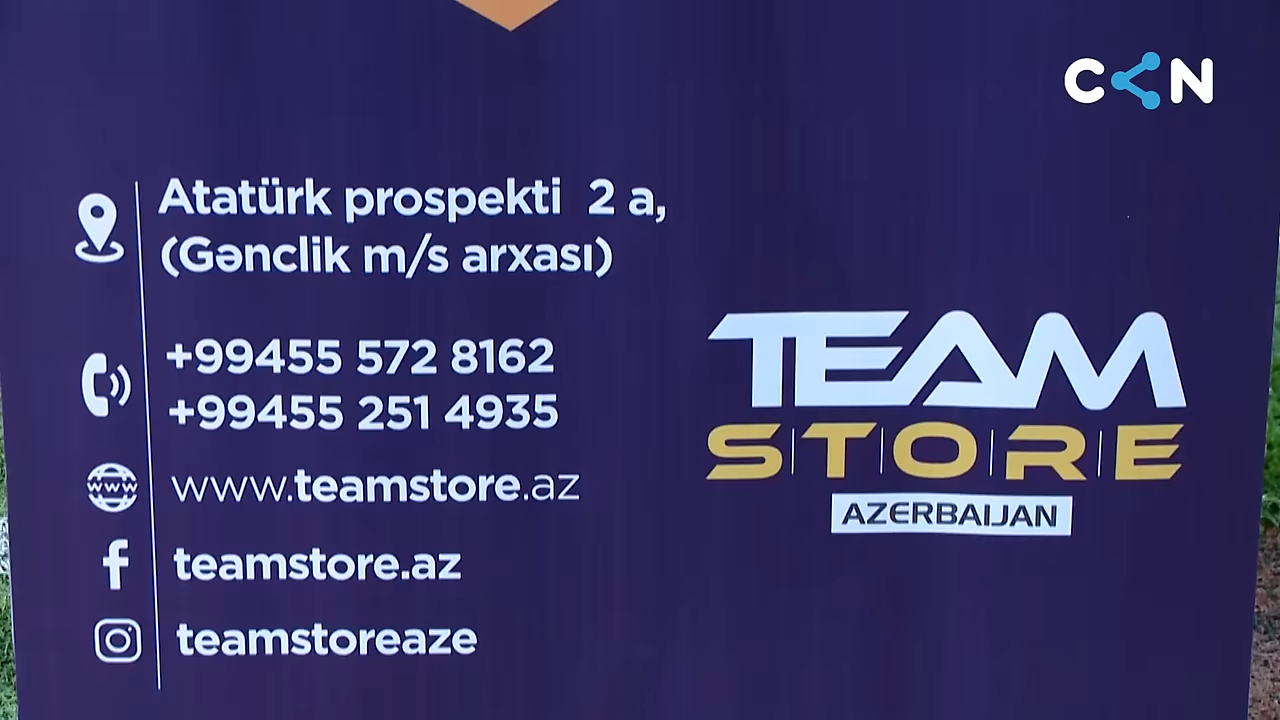 C<N
Atatürk prospekti 2 a,
(Gənclik m/s arxası)
+99455 572 8162
+99455 251 4935
www.teamstore.az
teamstore.az
teamstoreaze
TEAM
STORE
AZERBAIJAN